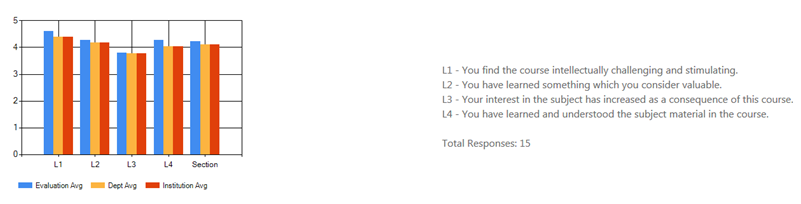 5
4
3
2
1
0
L1 L2 L3 L4 Section
Evaluation Avg Dept Avg Institution Avg
L1 - You find the course intellectually challenging and stimulating.
L2 - You have learned something which you consider valuable.
L3 - Your interest in the subject has increased as a consequence of this course.
L4 - You have learned and understood the subject material in the course.
Total Responses: 15